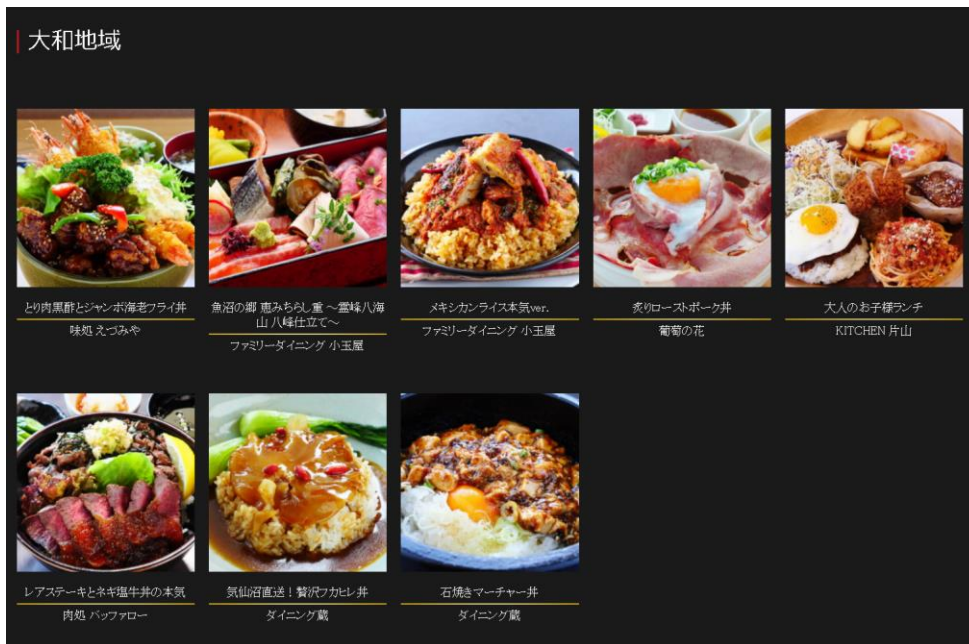 大和地域
とり肉黒酢とジャンボ海老フライ丼
味処 えづみや
魚沼の郷 恵みちらし重 ～霊峰八海
山 八峰仕立て～
ファミリーダイニング 小玉屋
メキシカンライス本気ver.
ファミリーダイニング 小玉屋
炙りローストポーク丼
葡萄の花
大人のお子様ランチ
KITCHEN 片山
レアステーキとネギ塩牛丼の本気
肉処 バッファロー
気仙沼直送！贅沢フカヒレ丼
ダイニング蔵
石焼きマーチャー丼
ダイニング蔵